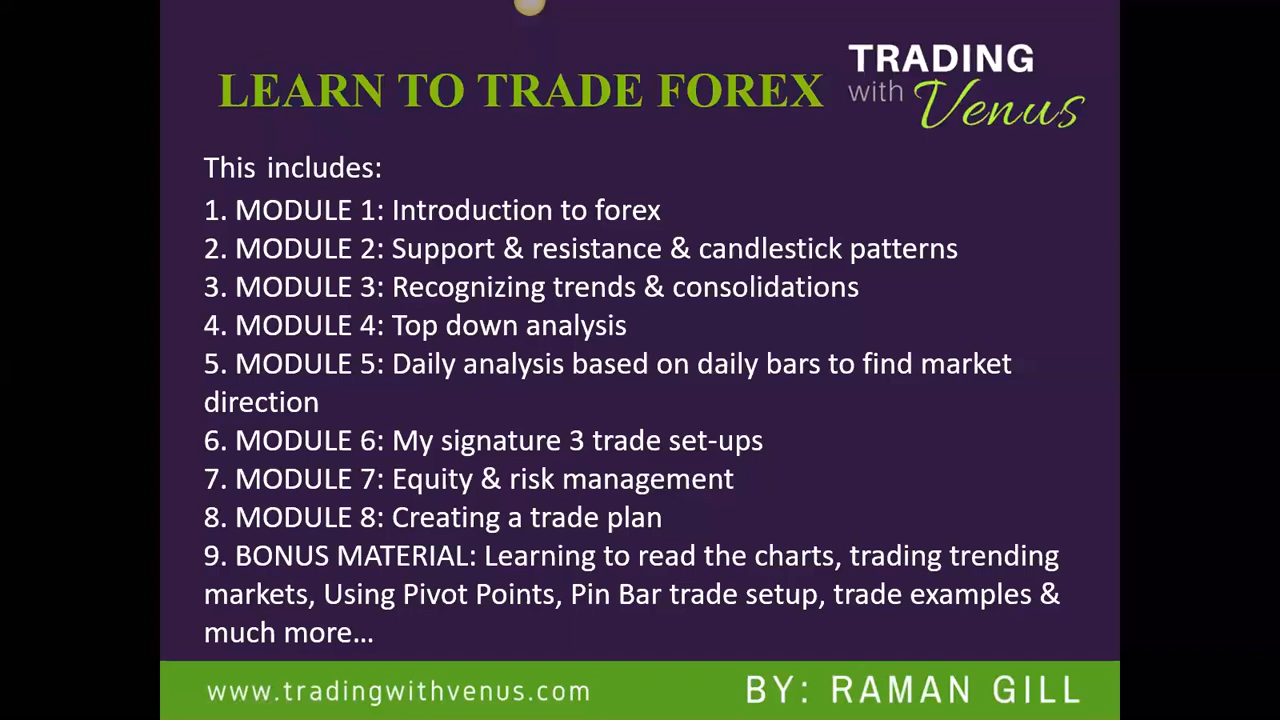 TRADING
LEARN TO TRADE FOREX
with Venus
This includes:
1. MODULE 1: Introduction to forex
2. MODULE 2: Support & resistance & candlestick patterns
3. MODULE 3: Recognizing trends & consolidations
4. MODULE 4: Top down analysis
5. MODULE 5: Daily analysis based on daily bars to find market
direction
6. MODULE 6: My signature 3 trade set-ups
7. MODULE 7: Equity & risk management
8. MODULE 8: Creating a trade plan
9. BONUS MATERIAL: Learning to read the charts, trading trending
markets, Using Pivot Points, Pin Bar trade setup, trade examples &
much more…
www.tradingwithvenus.com
BY: RAMAN GILL